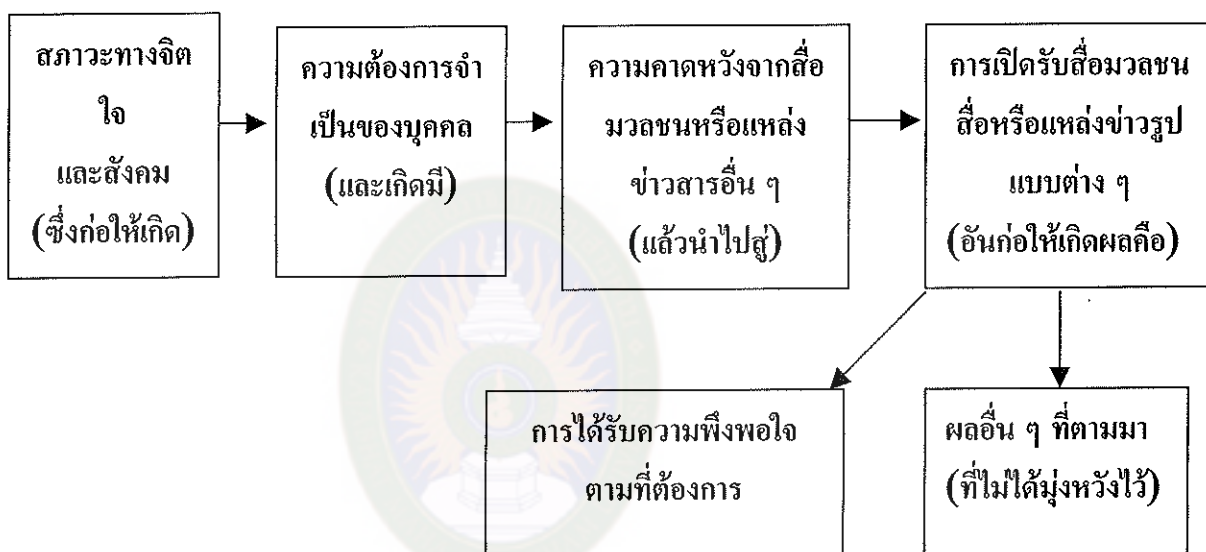 สภาวะทางจิต
ใจ
และสังคม
(ซึ่งก่อให้เกิด)
ความต้องการจำ
เป็นของบุคคล
(และเกิดมี)
ความคาดหวังจากสื่อ
มวลชนหรือแหล่ง
ข่าวสารอื่น ๆ
(แล้วนำไปสู่)
การเปิดรับสื่อมวลชน
สื่อหรือแหล่งข่าวรูป
แบบต่าง ๆ
(อันก่อให้เกิดผลคือ)
การได้รับความพึงพอใจ
ตามที่ต้องการ
ผลอื่น ๆ ที่ตามมา
(ที่ไม่ได้มุ่งหวังไว้)